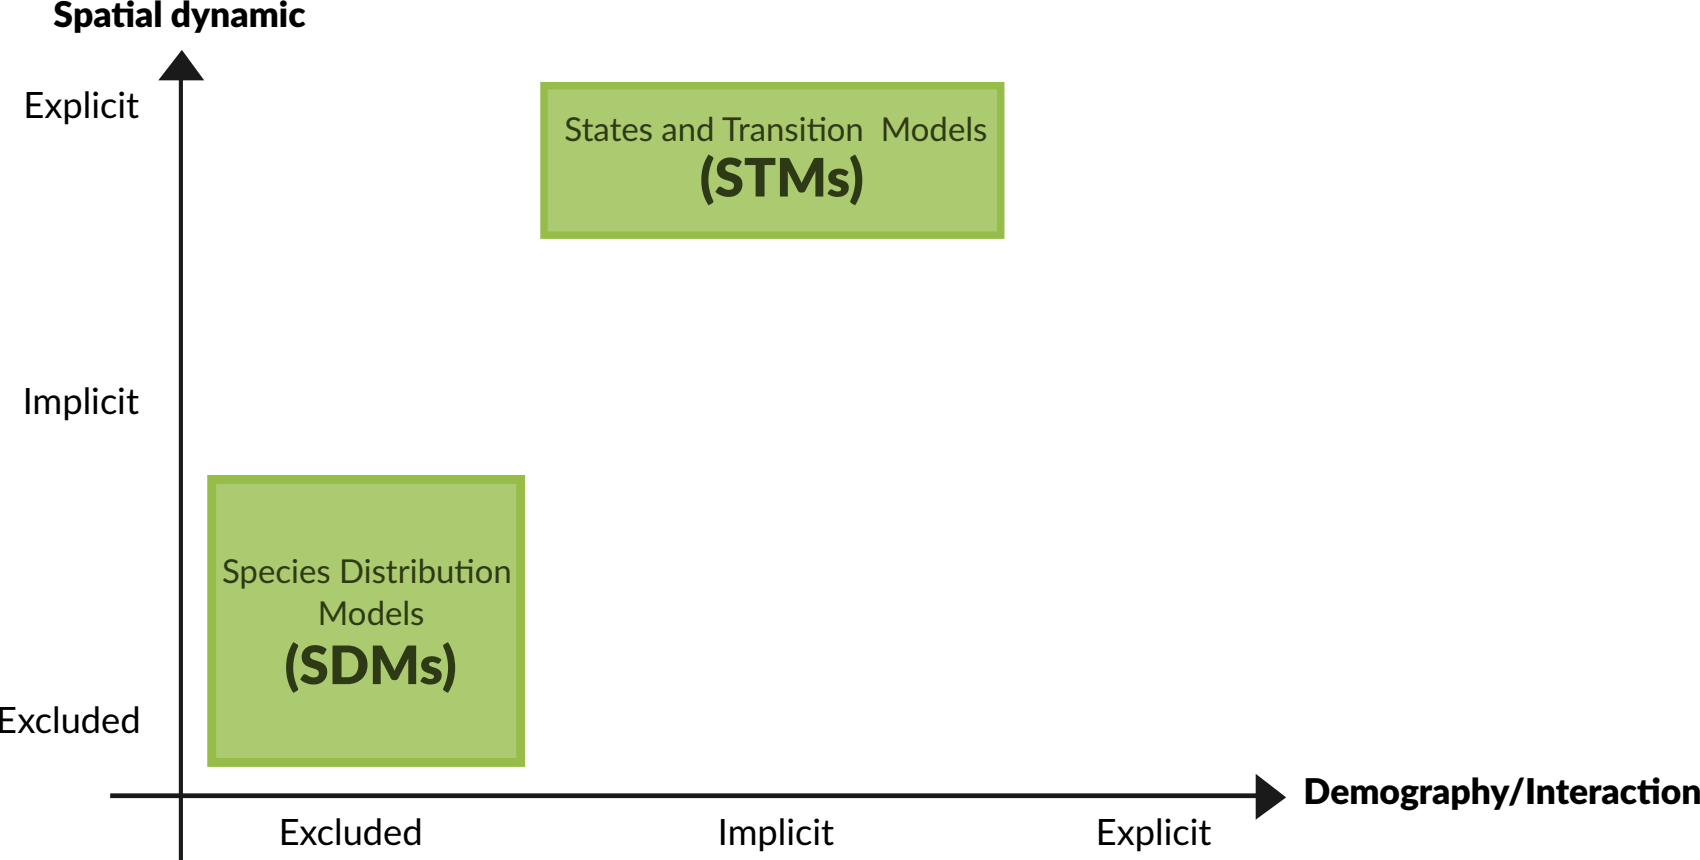 Spatial dynamic
Explicit
States and Transition Models
(STMs)
Implicit
Species Distribution
Models
(SDMs)
Excluded
Demography/Interaction
Excluded
Implicit
Explicit